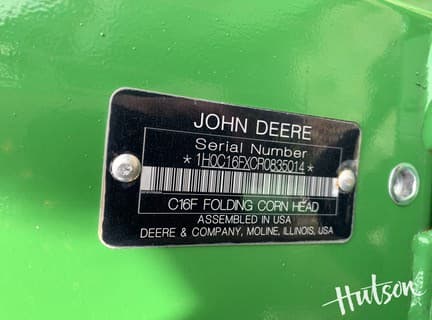 JOHN DEERE
Serial Number
*1H0C16FXCR0835014*
C16F FOLDING CORN HEAD
ASSEMBLED IN USA
DEERE & COMPANY, MOLINE, ILLINOIS, USA
Hutson